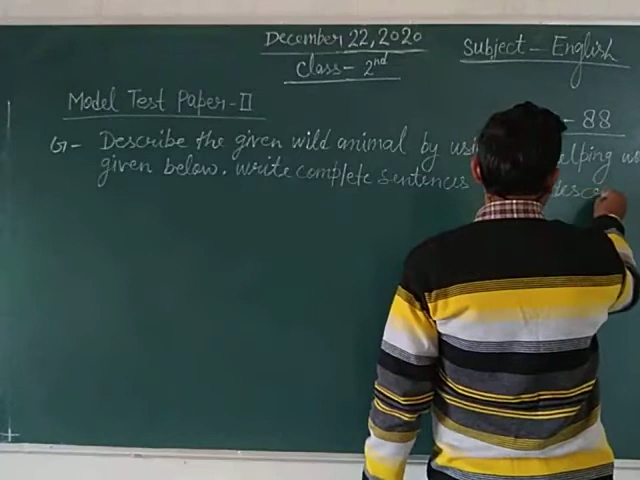 December 22, 2020
Subject - English
Class - 2nd
Model Test Paper - II
- 88
G - Describe the given wild animal by
given below. write complete sentences